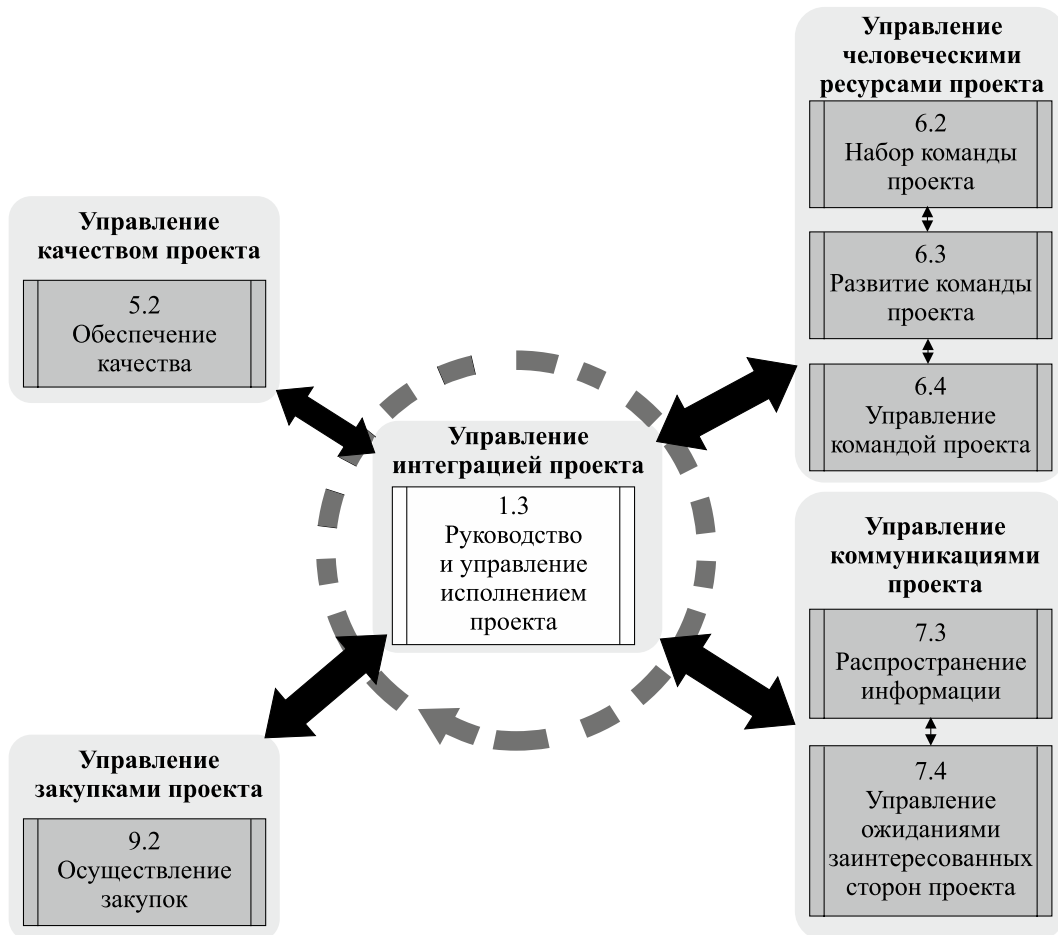 Управление
качеством проекта
5.2
Обеспечение
качества
Управление
закупками проекта
9.2
Осуществление
закупок
Управление
интеграцией проекта
1.3
Руководство
и управление
исполнением
проекта
Управление
человеческими
ресурсами проекта
6.2
Набор команды
проекта
6.3
Развитие команды
проекта
6.4
Управление
командой проекта
Управление
коммуникациями
проекта
7.3
Распространение
информации
7.4
Управление
ожиданиями
заинтересованных
сторон проекта